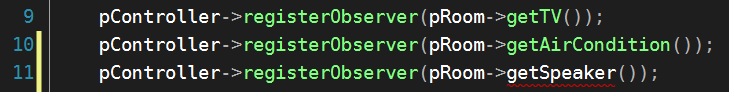 9 pController->registerObserver(pRoom->getTV());
10 pController->registerObserver(pRoom->getAirCondition());
11 pController->registerObserver(pRoom->getSpeaker());